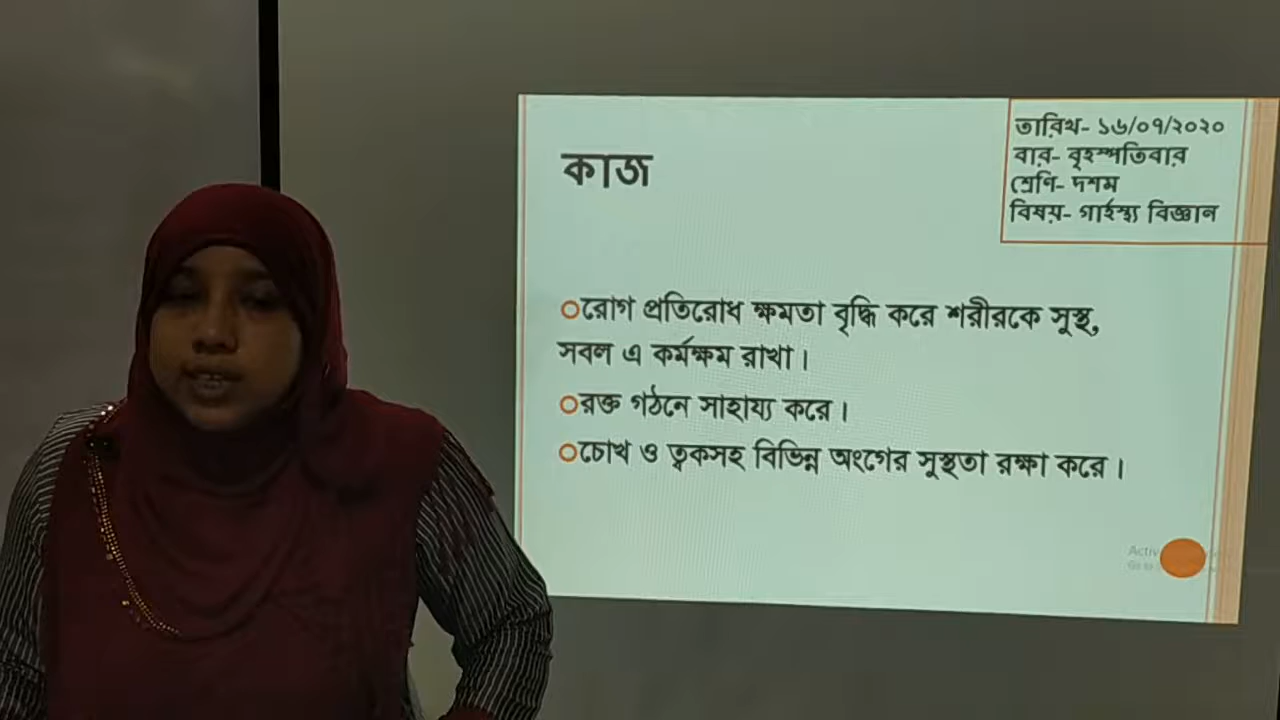 তারিখ- ১৬/০৭/২০২০
বার- বৃহস্পতিবার
শ্রেণি- দশম
বিষয়- গার্হস্থ্য বিজ্ঞান
কাজ
রোগ প্রতিরোধ ক্ষমতা বৃদ্ধি করে শরীরকে সুস্থ,
সবল এ কর্মক্ষম রাখা।
রক্ত গঠনে সাহায্য করে।
চোখ ও ত্বকসহ বিভিন্ন অংগের সুস্থতা রক্ষা করে।